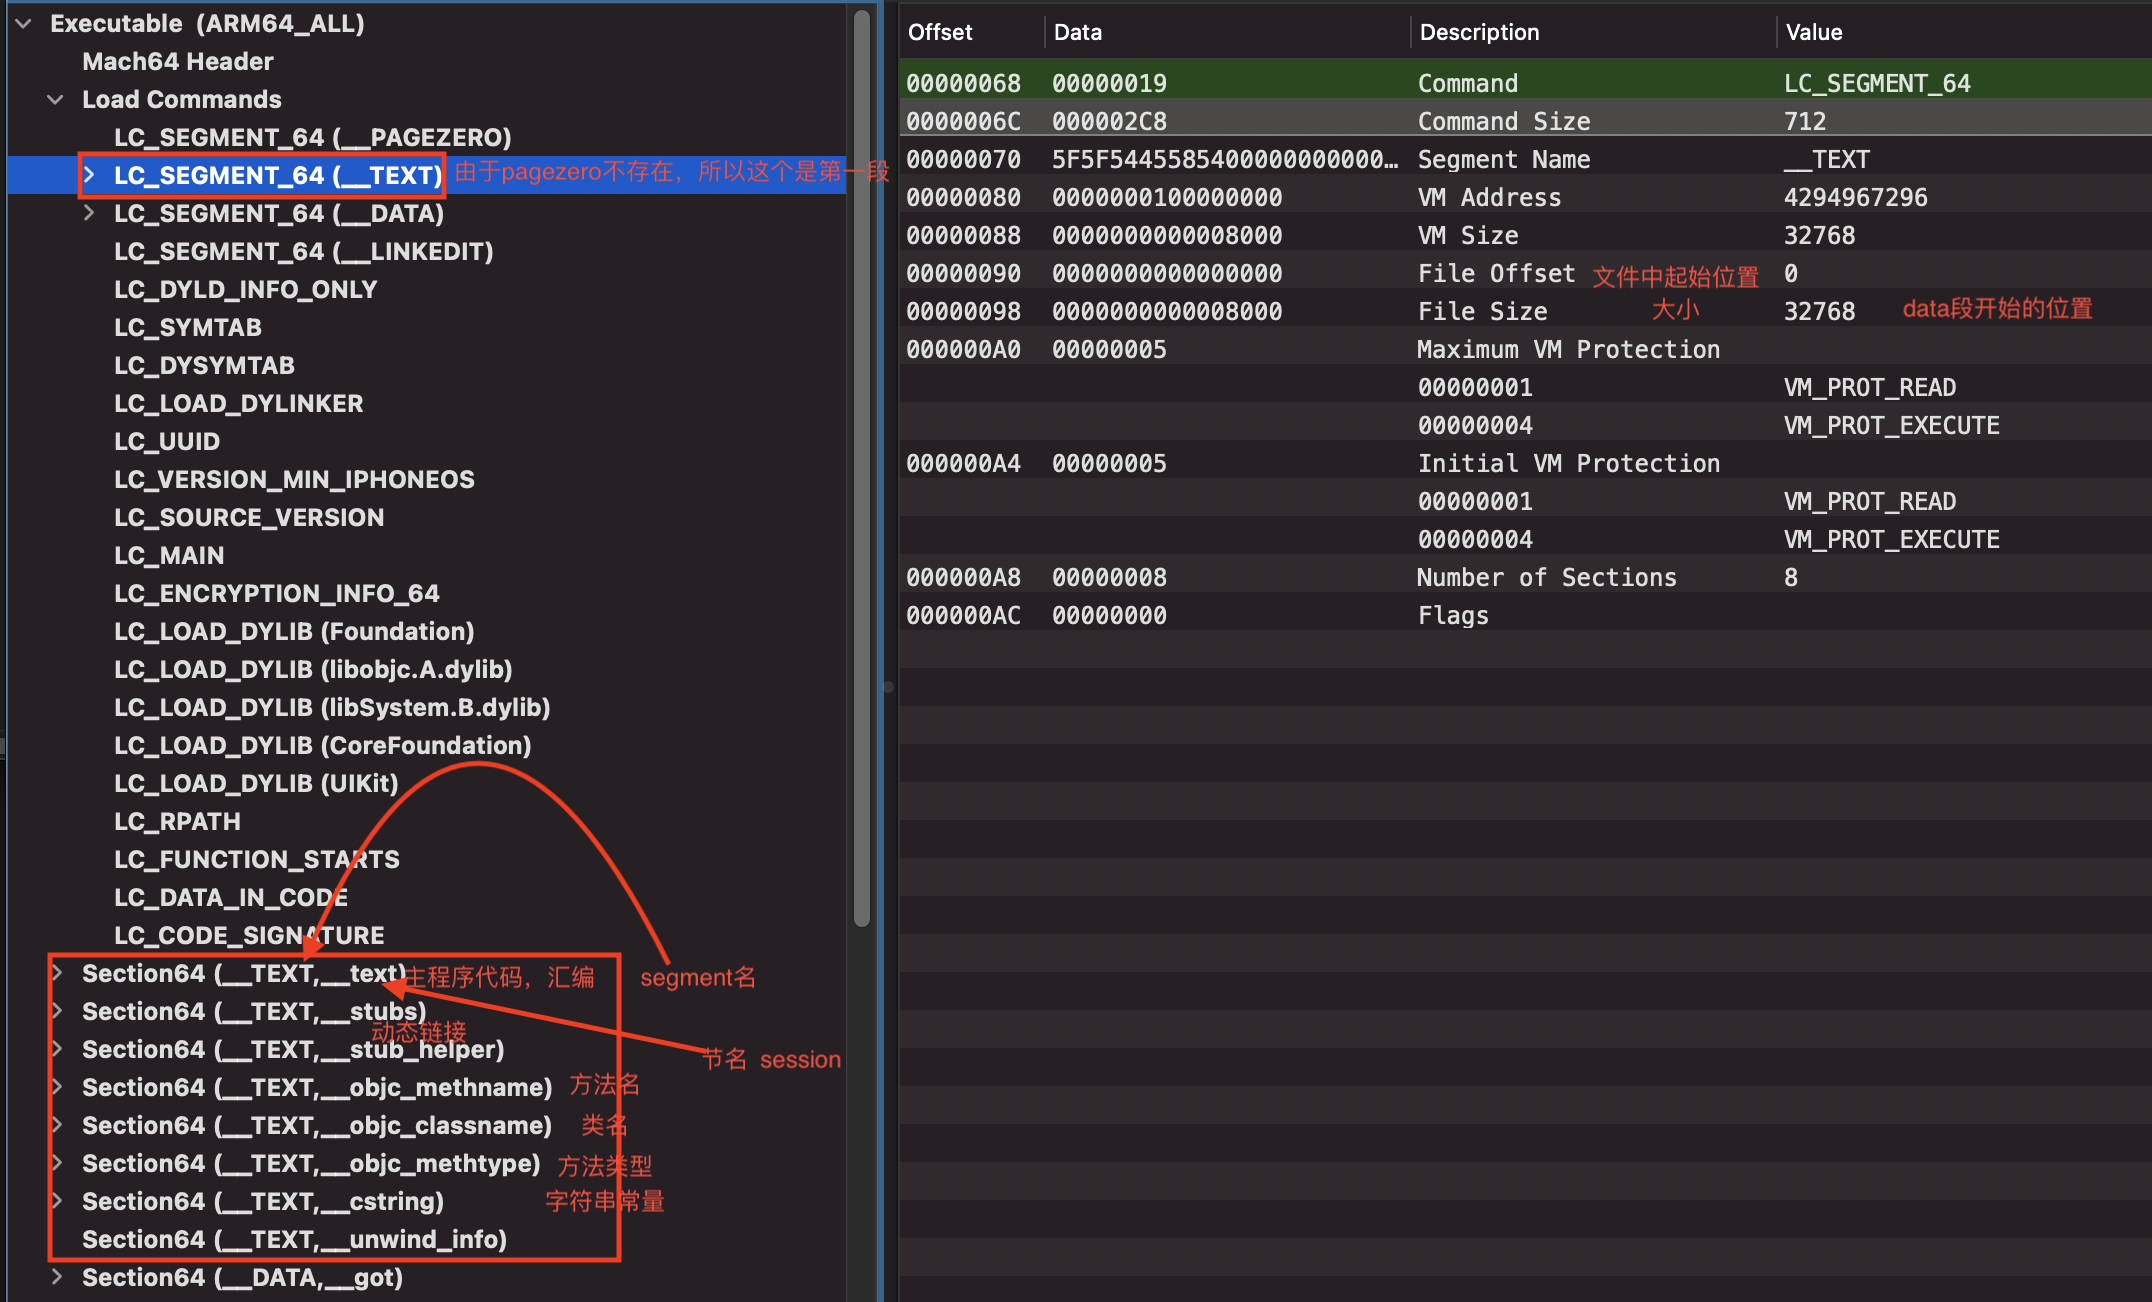 Executable (ARM64_ALL)
Mach64 Header
Load Commands
LC_SEGMENT_64 (__PAGEZERO)
LC_SEGMENT_64 (__TEXT) 由于pagezero不存在，所以这个是第一段
LC_SEGMENT_64 (__DATA)
LC_SEGMENT_64 (__LINKEDIT)
LC_DYLD_INFO_ONLY
LC_SYMTAB
LC_DYSYMTAB
LC_LOAD_DYLINKER
LC_UUID
LC_VERSION_MIN_IPHONEOS
LC_SOURCE_VERSION
LC_MAIN
LC_ENCRYPTION_INFO_64
LC_LOAD_DYLIB (Foundation)
LC_LOAD_DYLIB (libobjc.A.dylib)
LC_LOAD_DYLIB (libSystem.B.dylib)
LC_LOAD_DYLIB (CoreFoundation)
LC_LOAD_DYLIB (UIKit)
LC_RPATH
LC_FUNCTION_STARTS
LC_DATA_IN_CODE
LC_CODE_SIGNATURE
Section64 (__TEXT,__text) 主程序代码，汇编 segment名
Section64 (__TEXT,__stubs)
动态链接
Section64 (__TEXT,__stub_helper) 节名 session
Section64 (__TEXT,__objc_methname) 方法名
Section64 (__TEXT,__objc_classname) 类名
Section64 (__TEXT,__objc_methtype) 方法类型
Section64 (__TEXT,__cstring) 字符串常量
Section64 (__TEXT,__unwind_info)
Section64 (__DATA,__got)
Offset Data Description Value
00000068 00000019 Command LC_SEGMENT_64
0000006C 000002C8 Command Size 712
00000070 5F5F5445585400000000000… Segment Name __TEXT
00000080 0000000100000000 VM Address 4294967296
00000088 0000000000008000 VM Size 32768
00000090 0000000000000000 File Offset 文件中起始位置 0
00000098 0000000000008000 File Size 大小 32768 data段开始的位置
000000A0 00000005 Maximum VM Protection
00000001 VM_PROT_READ
00000004 VM_PROT_EXECUTE
000000A4 00000005 Initial VM Protection
00000001 VM_PROT_READ
00000004 VM_PROT_EXECUTE
000000A8 00000008 Number of Sections 8
000000AC 00000000 Flags